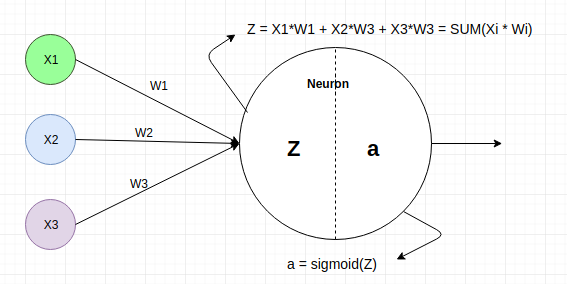 Z = X1*W1 + X2*W3 + X3*W3 = SUM(Xi * Wi)
X1
Neuron
W1
X2
W2
Z
a
W3
X3
a = sigmoid(Z)